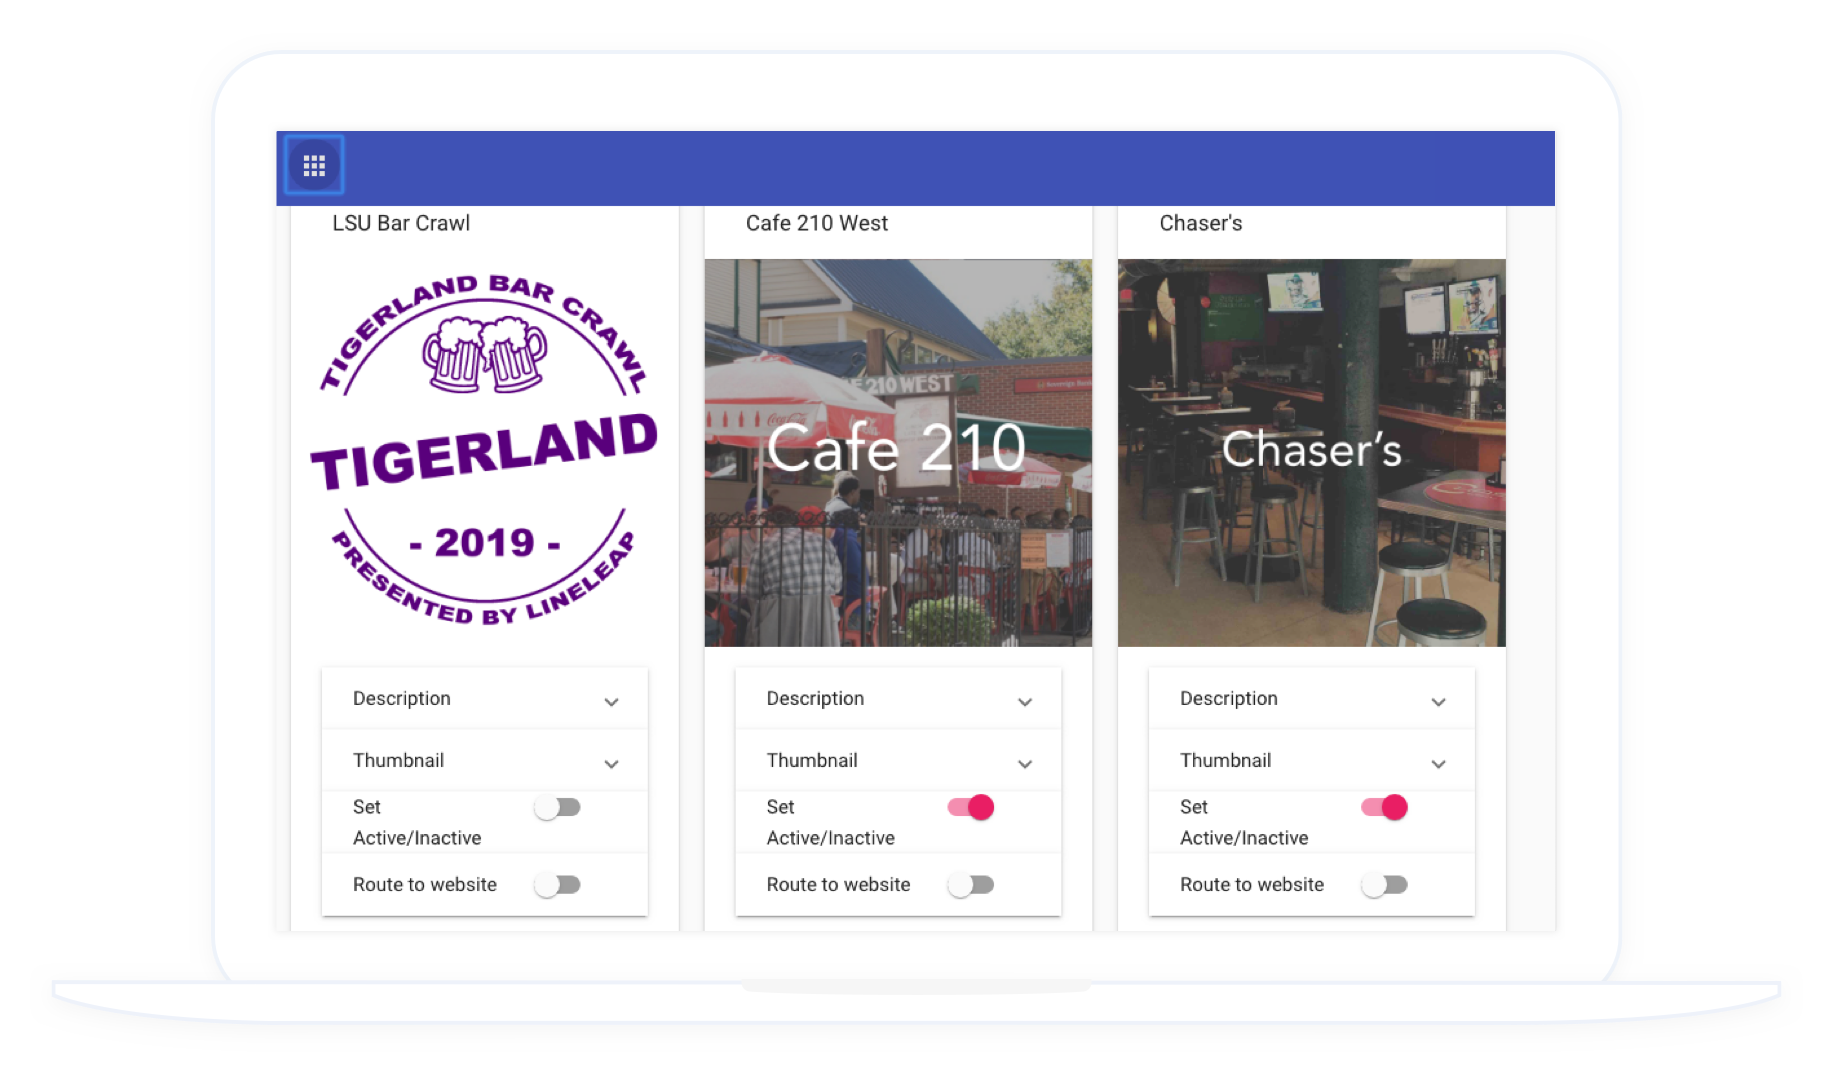 LSU Bar Crawl
TIGERLAND BAR CRAWL
TIGERLAND
- 2019 -
PRESENTED BY LINELEAP
Description
Thumbnail
Set
Active/Inactive
Route to website
Cafe 210 West
210 WEST
Coca-Cola
Cafe 210
Description
Thumbnail
Set
Active/Inactive
Route to website
Chaser's
Chaser’s
Description
Thumbnail
Set
Active/Inactive
Route to website